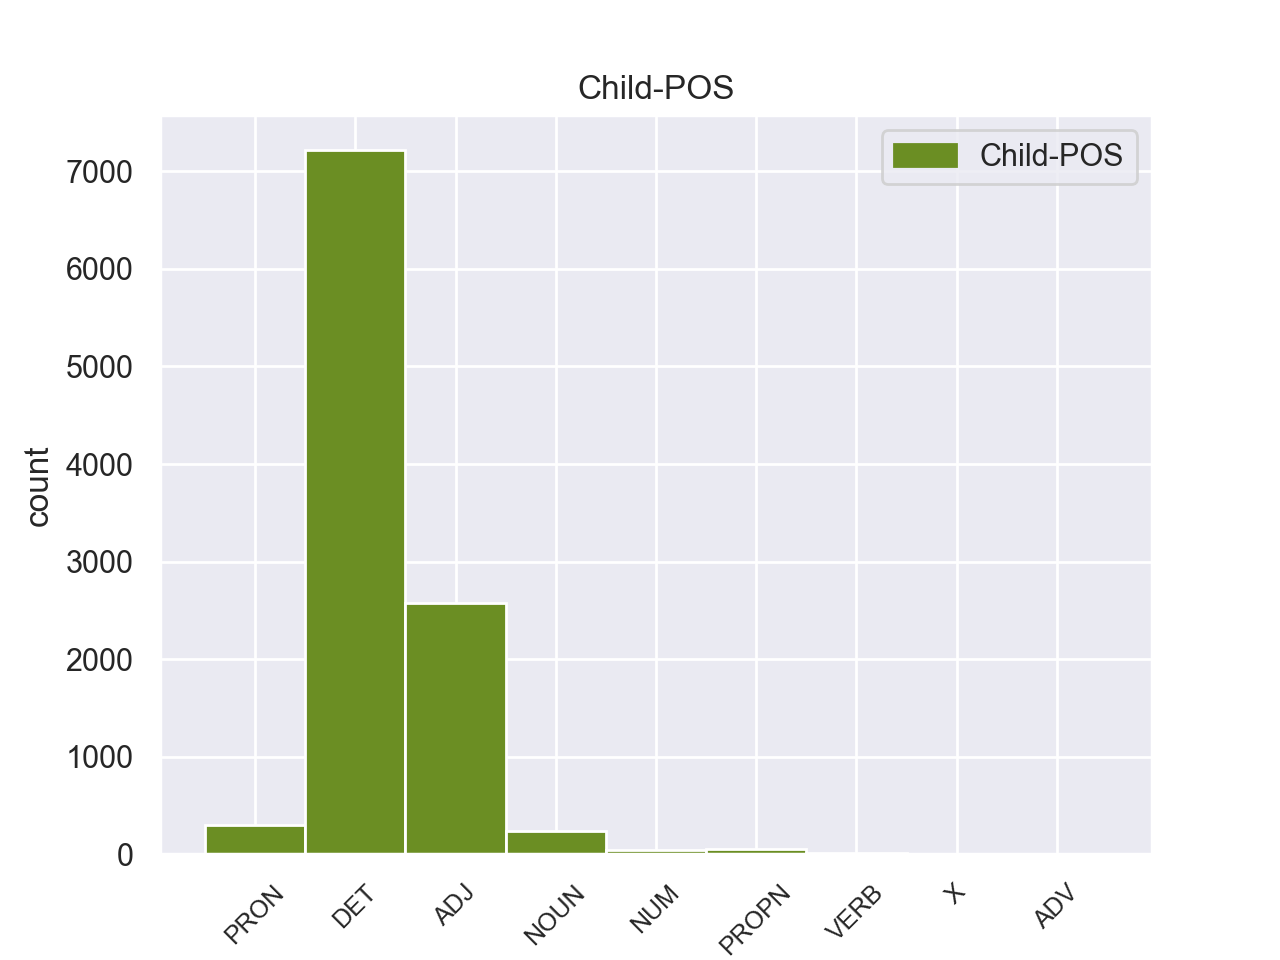 Child-POS
Child-POS
7000
6000
5000
4000
3000
2000
1000
0
count
PRON DET ADJ NOUN NUM PROPN VERB X ADV